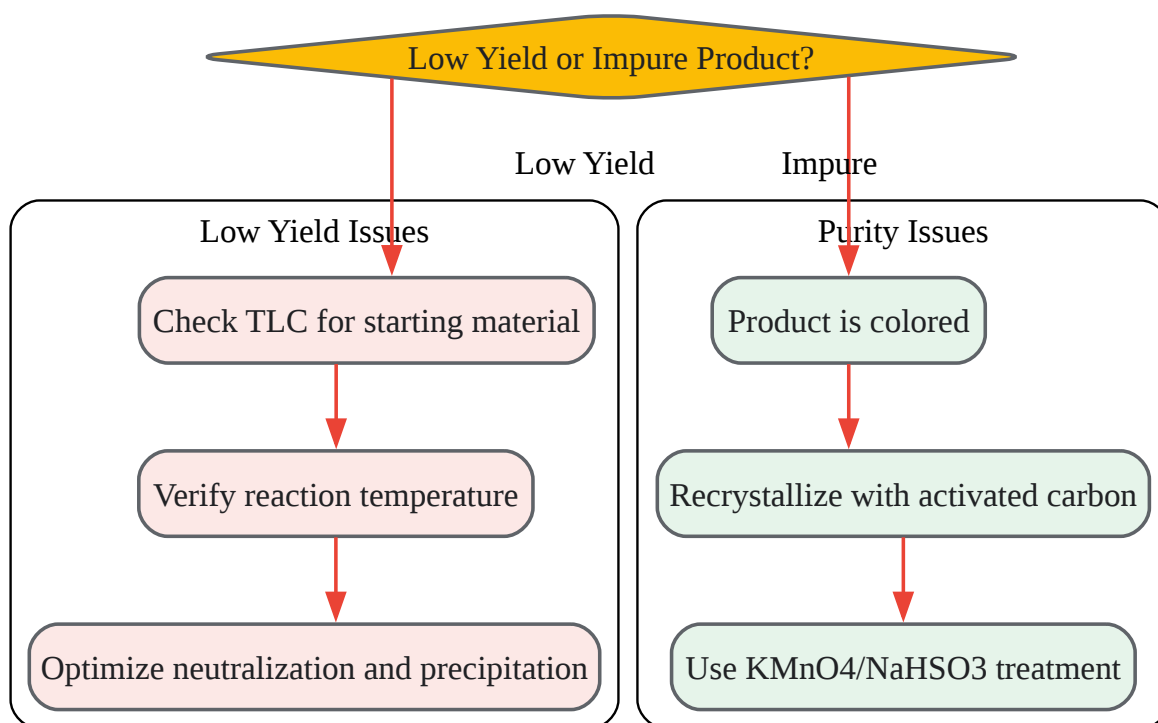 Low Yield or Impure Product?
Low Yield
Impure
Low Yield Issues
Check TLC for starting material
Verify reaction temperature
Optimize neutralization and precipitation
Purity Issues
Product is colored
Recrystallize with activated carbon
Use KMnO4/NaHSO3 treatment